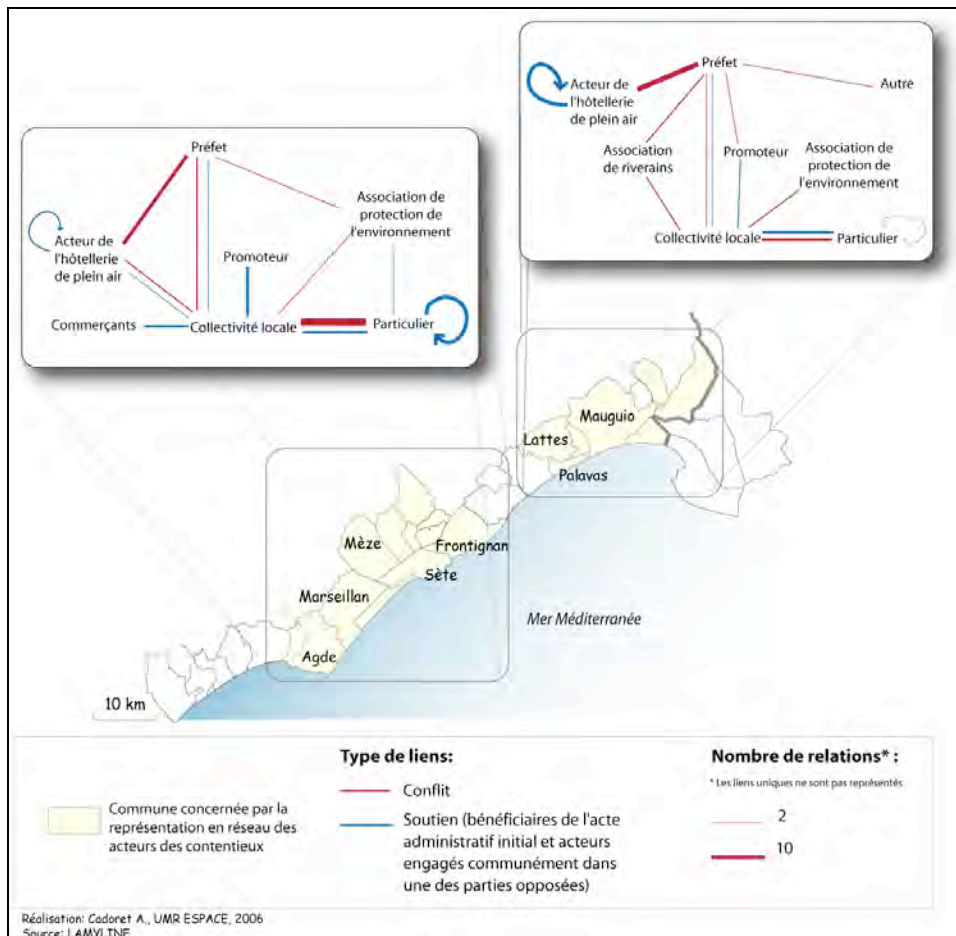 Préfet
Acteur de
l'hôtellerie
de plein air
Autre
Association
de riverains
Promoteur
Association de
protection de
l'environnement
Collectivité locale
Particulier
Préfet
Association de
protection de
l'environnement
Acteur de
l'hôtellerie
de plein air
Promoteur
Commerçants
Collectivité locale
Particulier
Mauguio
Lattes
Palavas
Mèze
Frontignan
Sète
Marseillan
Agde
Mer Méditerranée
10 km
Type de liens:
Conflit
Soutien (bénéficiaires de l'acte
administratif initial et acteurs
engagés communément dans
une des parties opposées)
Nombre de relations* :
* Les liens uniques ne sont pas représentés
2
10
Commune concernée par la
représentation en réseau des
acteurs des contentieux
Réalisation: Cadoret A., UMR ESPACE, 2006
Source: LAMYLINE